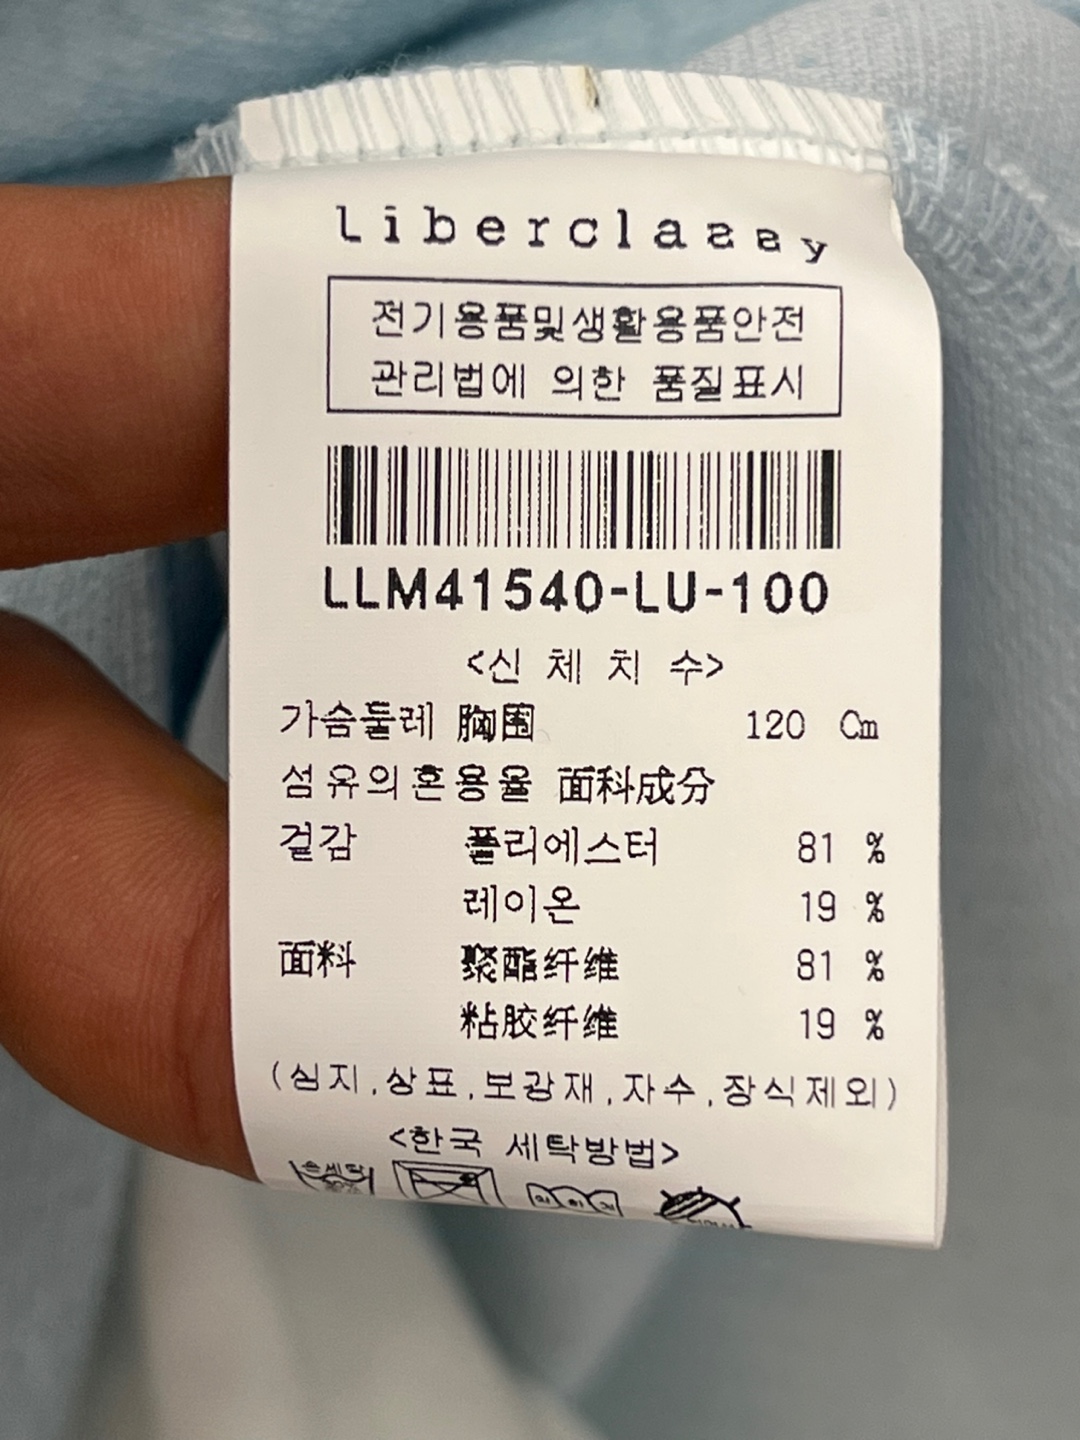 Liberclassy
전기용품및생활용품안전
관리법에 의한 품질표시
LLM41540-LU-100
<신 체 치 수>
가슴둘레 胸围 120 Cm
섬유의혼용율 面料成分
겉감 폴리에스터 81 %
레이온 19 %
面料 聚酯纤维 81 %
粘胶纤维 19 %
(심지,상표,보강재,자수,장식제외)
<한국 세탁방법>
손세탁